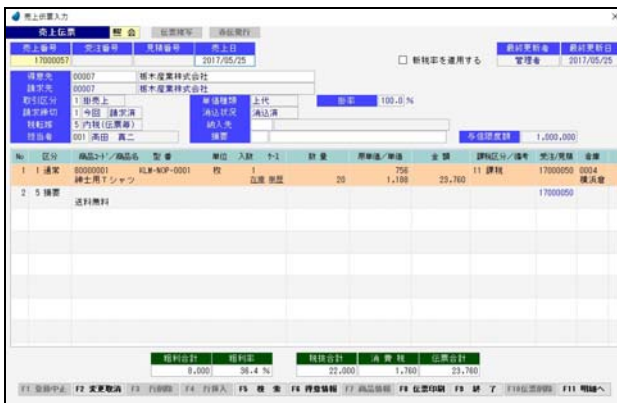 売上伝票入力
売上伝票 照 会 伝票複写 赤伝発行
売上番号 受注番号 見積番号 売上日 最終更新者 最終更新日
17000057 2017/05/25 新税率を適用する 管理者 2017/05/25
得意先 00007 栃木産業株式会社
請求先 00007 栃木産業株式会社
取引区分 1 掛売上 単価種類 上代 掛率 100.0 %
請求締切 1 今回 請求済 消込状況 消込済
税転嫁 5 内税(伝票毎) 納入先
担当者 001 高田 真二 摘要 与信限度額 1,000,000
No 区分 商品コード/商品名 型番 単位 入数 ケース 数量 原単価/単価 金額 課税区分/備考 受注/見積 倉庫
1 1 通常 80000001 KLM-NOP-0001 枚 1 756 11 課税 17000050 0004
紳士用Tシャツ 在庫 履歴 20 1,188 23,760 横浜倉
2 5 摘要 17000050
送料無料
粗利合計 粗利率 税抜合計 消費税 伝票合計
8,000 36.4 % 22,000 1,760 23,760
F1 登録中止 F2 変更取消 F3 行削除 F4 行挿入 F5 検 索 F6 得意情報 F7 商品情報 F8 伝票印刷 F9 終 了 F10伝票削除 F11 明細へ